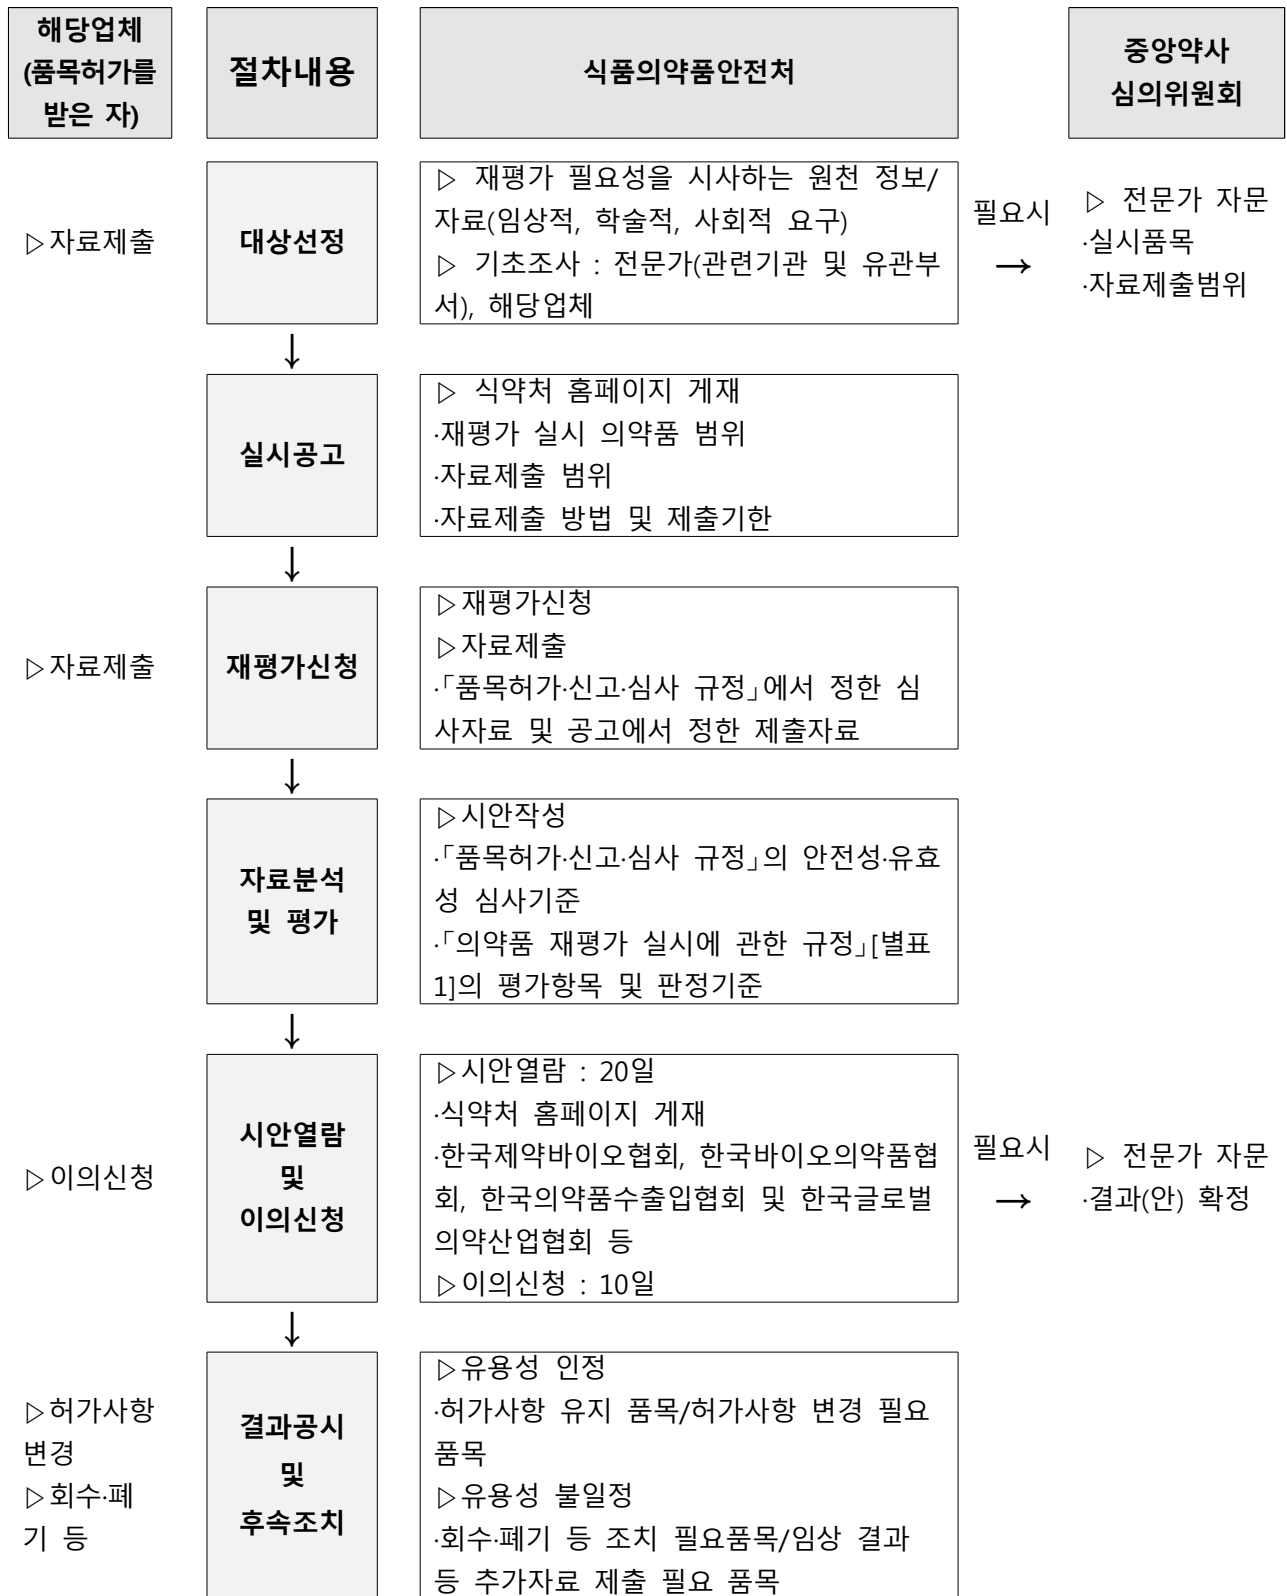 해당업체
(품목허가를
받은 자)
절차내용
식품의약품안전처
중앙약사
심의위원회
▷자료제출
대상선정
▷ 재평가 필요성을 시사하는 원천 정보/
자료(임상적, 학술적, 사회적 요구)
▷ 기초조사 : 전문가(관련기관 및 유관부
서), 해당업체
필요시
→
▷ 전문가 자문
·실시품목
·자료제출범위
↓
실시공고
▷ 식약처 홈페이지 게재
·재평가 실시 의약품 범위
·자료제출 범위
·자료제출 방법 및 제출기한
↓
▷자료제출
재평가신청
▷재평가신청
▷자료제출
·「품목허가·신고·심사 규정」에서 정한 심
사자료 및 공고에서 정한 제출자료
↓
자료분석
및 평가
▷시안작성
·「품목허가·신고·심사 규정」의 안전성·유효
성 심사기준
·「의약품 재평가 실시에 관한 규정」[별표
1]의 평가항목 및 판정기준
↓
▷이의신청
시안열람
및
이의신청
▷시안열람 : 20일
·식약처 홈페이지 게재
·한국제약바이오협회, 한국바이오의약품협
회, 한국의약품수출입협회 및 한국글로벌
의약산업협회 등
▷이의신청 : 10일
필요시
→
▷ 전문가 자문
·결과(안) 확정
↓
▷허가사항
변경
▷회수·폐
기 등
결과공시
및
후속조치
▷유용성 인정
·허가사항 유지 품목/허가사항 변경 필요
품목
▷유용성 불일정
·회수·폐기 등 조치 필요품목/임상 결과
등 추가자료 제출 필요 품목